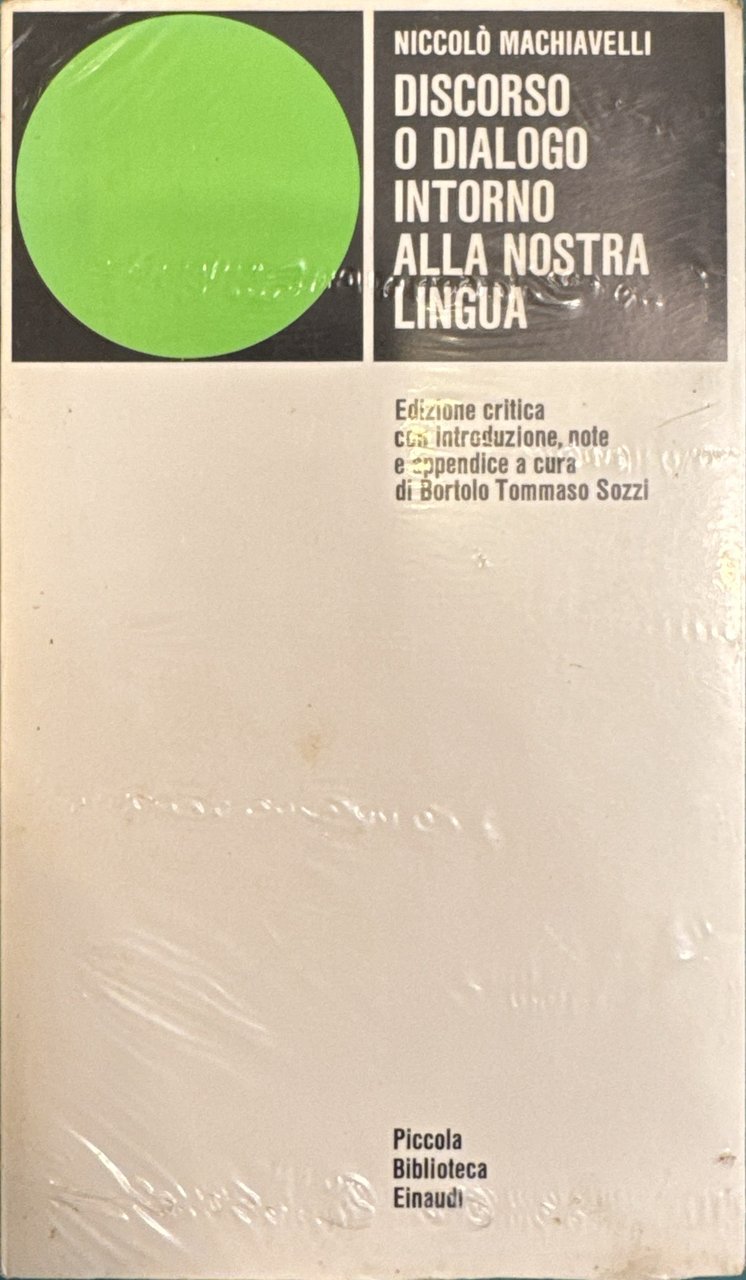 NICCOLÒ MACHIAVELLI
DISCORSO
O DIALOGO
INTORNO
ALLA NOSTRA
LINGUA
Edizione critica
con introduzione, note
e appendice a cura
di Bortolo Tommaso Sozzi
Piccola
Biblioteca
Einaudi